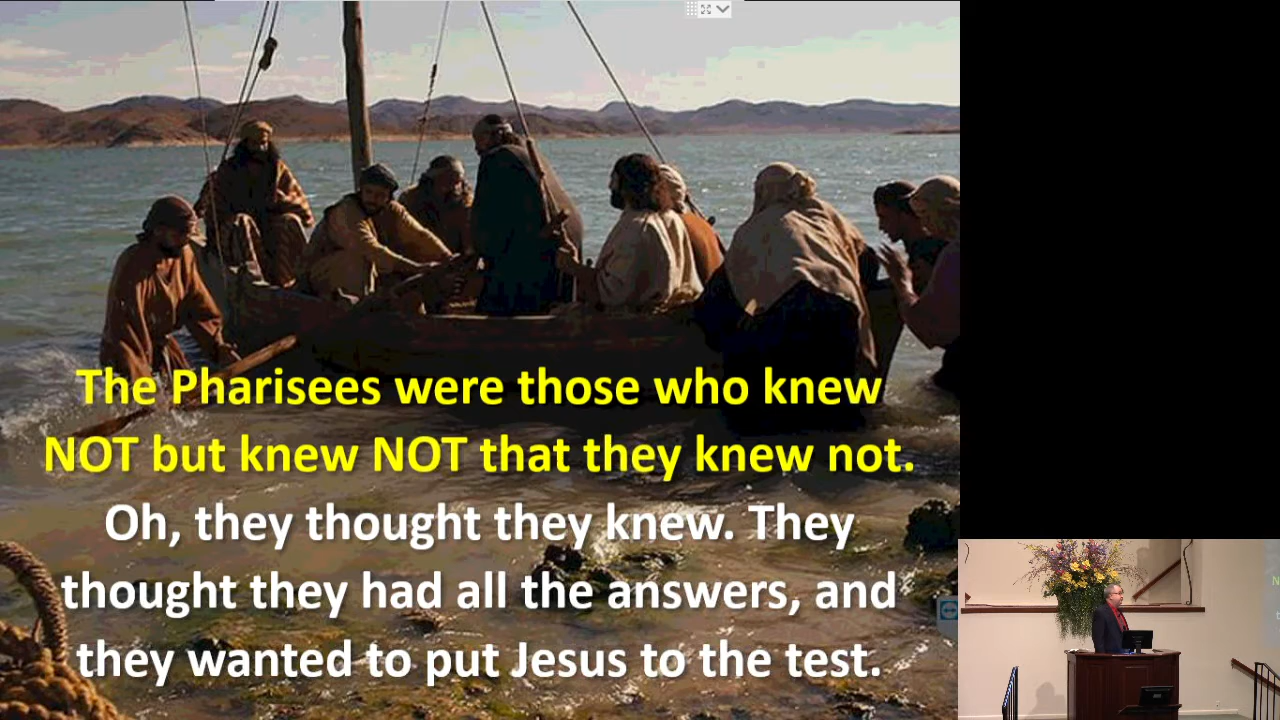 The Pharisees were those who knew
NOT but knew NOT that they knew not.
Oh, they thought they knew. They
thought they had all the answers, and
they wanted to put Jesus to the test.